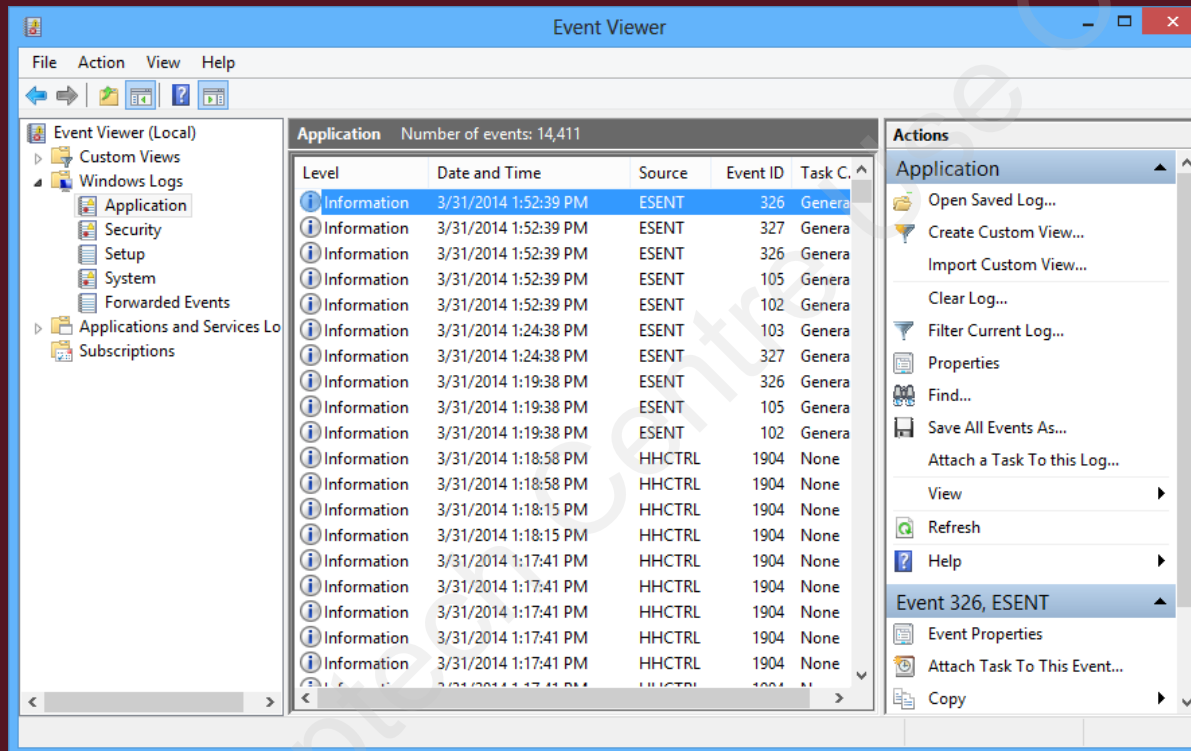 Event Viewer
File Action View Help
Event Viewer (Local)
Custom Views
Windows Logs
Application
Security
Setup
System
Forwarded Events
Applications and Services Lo
Subscriptions
Application Number of events: 14,411
Level Date and Time Source Event ID Task C.
Information 3/31/2014 1:52:39 PM ESENT 326 Genera
Information 3/31/2014 1:52:39 PM ESENT 327 Genera
Information 3/31/2014 1:52:39 PM ESENT 326 Genera
Information 3/31/2014 1:52:39 PM ESENT 105 Genera
Information 3/31/2014 1:52:39 PM ESENT 102 Genera
Information 3/31/2014 1:24:38 PM ESENT 103 Genera
Information 3/31/2014 1:24:38 PM ESENT 327 Genera
Information 3/31/2014 1:19:38 PM ESENT 326 Genera
Information 3/31/2014 1:19:38 PM ESENT 105 Genera
Information 3/31/2014 1:19:38 PM ESENT 102 Genera
Information 3/31/2014 1:18:58 PM HHCTRL 1904 None
Information 3/31/2014 1:18:58 PM HHCTRL 1904 None
Information 3/31/2014 1:18:15 PM HHCTRL 1904 None
Information 3/31/2014 1:18:15 PM HHCTRL 1904 None
Information 3/31/2014 1:17:41 PM HHCTRL 1904 None
Information 3/31/2014 1:17:41 PM HHCTRL 1904 None
Information 3/31/2014 1:17:41 PM HHCTRL 1904 None
Information 3/31/2014 1:17:41 PM HHCTRL 1904 None
Information 3/31/2014 1:17:41 PM HHCTRL 1904 None
Actions
Application
Open Saved Log...
Create Custom View...
Import Custom View...
Clear Log...
Filter Current Log...
Properties
Find...
Save All Events As...
Attach a Task To this Log...
View
Refresh
Help
Event 326, ESENT
Event Properties
Attach Task To This Event...
Copy
Centre Use